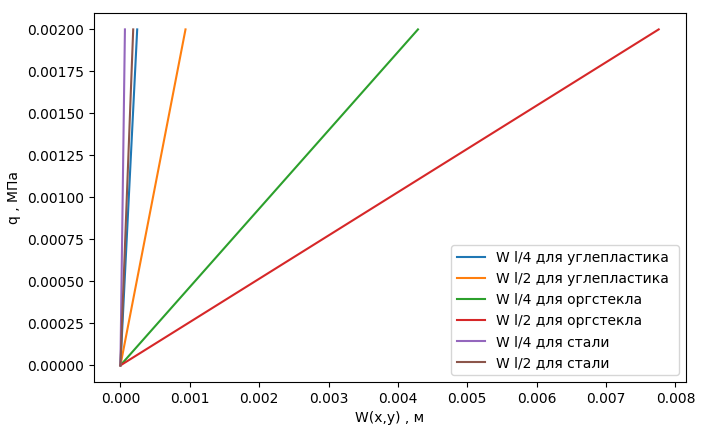 0.00200
0.00175
0.00150
0.00125
0.00100
0.00075
0.00050
0.00025
0.00000
q , МПа
W l/4 для углепластика
W l/2 для углепластика
W l/4 для оргстекла
W l/2 для оргстекла
W l/4 для стали
W l/2 для стали
0.000 0.001 0.002 0.003 0.004 0.005 0.006 0.007 0.008
W(x,y) , м